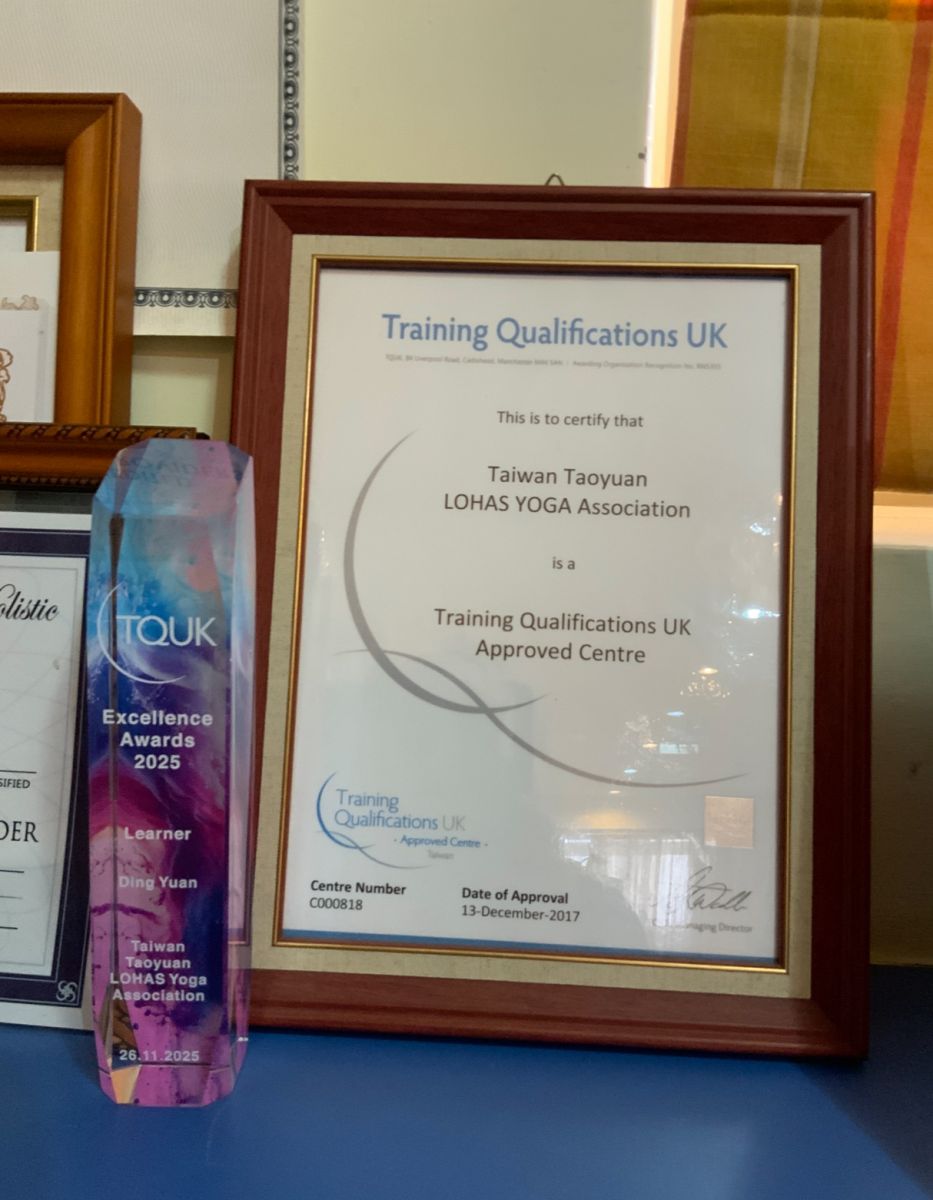 Training Qualifications UK
This is to certify that
Taiwan Taoyuan
LOHAS YOGA Association
is a
Training Qualifications UK
Approved Centre
Training
Qualifications UK
· Approved Centre ·
Taiwan
Centre Number
C000818
Date of Approval
13-December-2017
Managing Director
TQUK
Excellence
Awards
2025
Learner
Ding Yuan
Taiwan
Taoyuan
LOHAS Yoga
Association
26.11.2025
olistic
SIFIED
DER